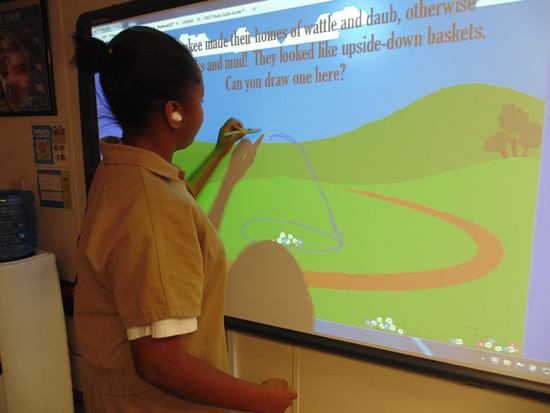 made their homes of wattle and daub, otherwise
and mud! They looked like upside-down baskets.
Can you draw one here?